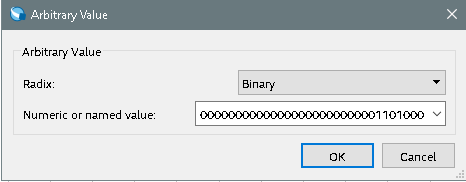 Arbitrary Value
Arbitrary Value
Radix:
Binary
Numeric or named value:
00000000000000000000000001101000
OK
Cancel